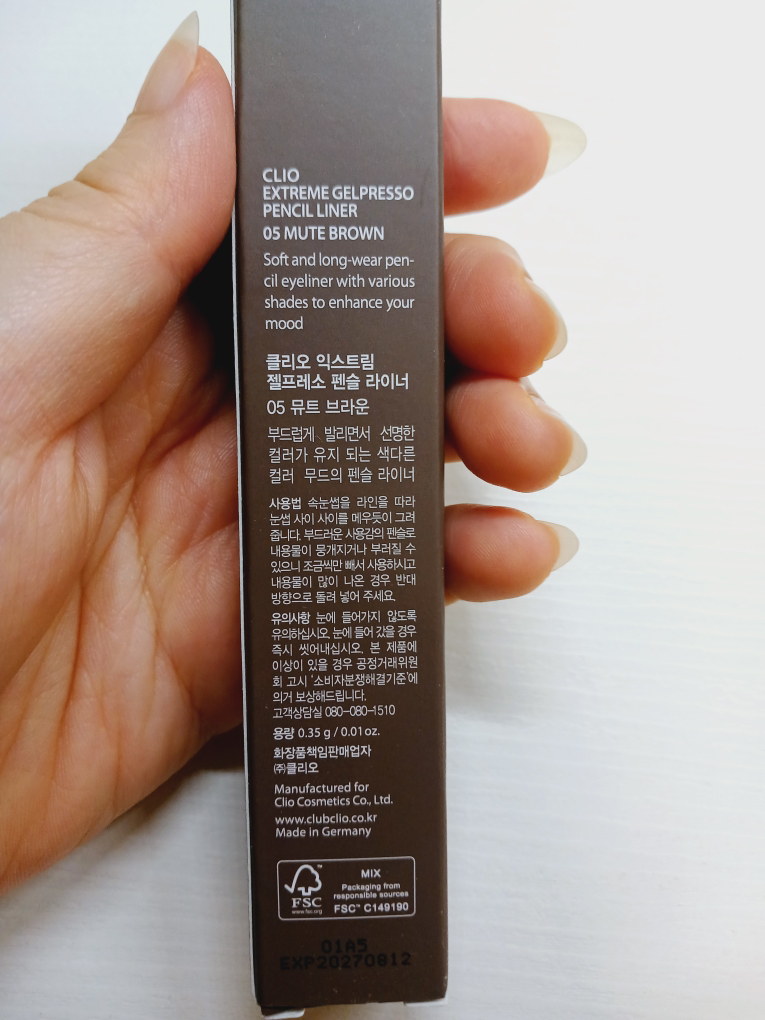 CLIO
EXTREME GELPRESSO
PENCIL LINER
05 MUTE BROWN
Soft and long-wear pen-
cil eyeliner with various
shades to enhance your
mood
클리오 익스트림
젤프레소 펜슬 라이너
05 뮤트 브라운
부드럽게 발리면서 선명한
컬러가 유지 되는 색다른
컬러 무드의 펜슬 라이너
사용법 속눈썹을 라인을 따라
눈썹 사이 사이를 메우듯이 그려
줍니다. 부드러운 사용감의 펜슬로
내용물이 뭉개지거나 부러질 수
있으니 조금씩만 빼서 사용하시고
내용물이 많이 나온 경우 반대
방향으로 돌려 넣어 주세요.
유의사항 눈에 들어가지 않도록
유의하십시오. 눈에 들어 갔을 경우
즉시 씻어내십시오. 본 제품에
이상이 있을 경우 공정거래위원
회 고시 '소비자분쟁해결기준'에
의거 보상해드립니다.
고객상담실 080-080-1510
용량 0.35 g / 0.01 oz.
화장품책임판매업자
㈜클리오
Manufactured for
Clio Cosmetics Co., Ltd.
www.clubclio.co.kr
Made in Germany
FSC™
www.fsc.org
MIX
Packaging from
responsible sources
FSC™ C149190
01A5
EXP20270812